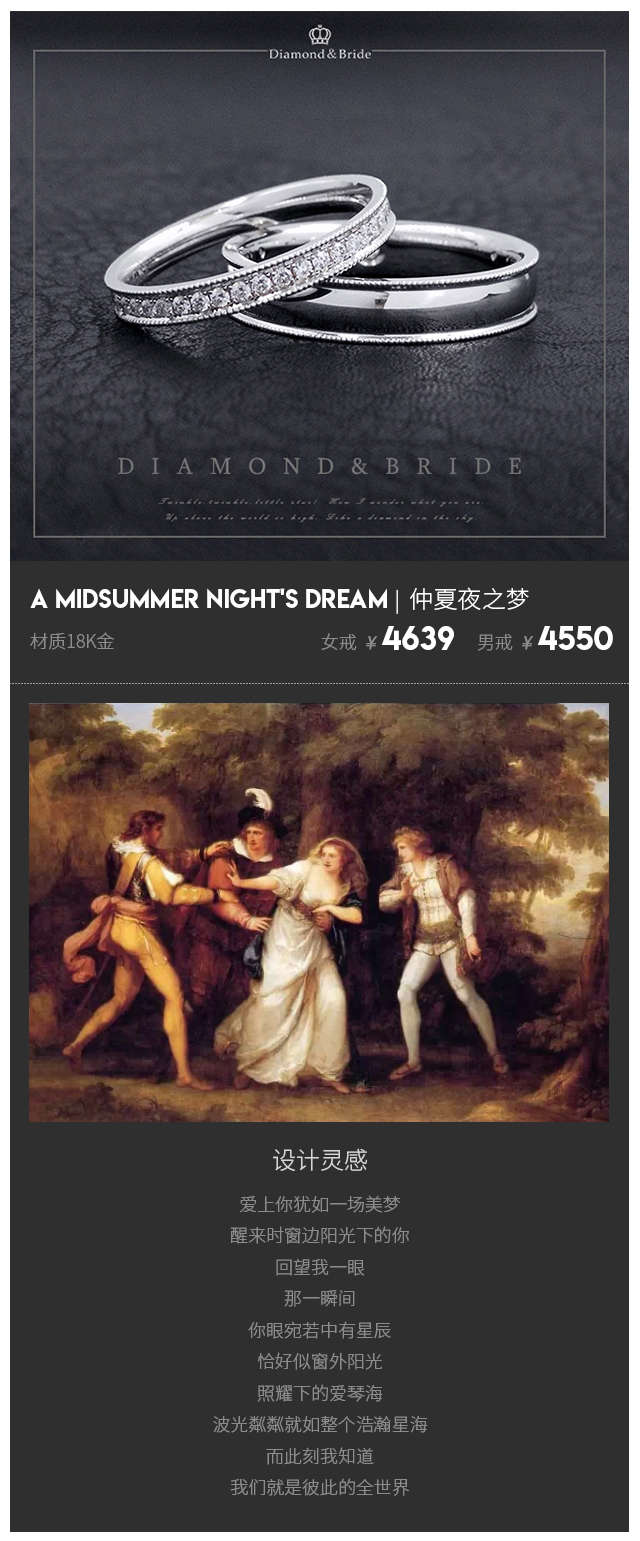 Diamond & Bride
DIAMOND&BRIDE
Twinkle, twinkle, little star! How I wonder what you are.
Up above the world so high. Like a diamond in the sky.
A MIDSUMMER NIGHT'S DREAM | 仲夏夜之梦
材质18K金 女戒 ¥ 4639 男戒 ¥ 4550
设计灵感
爱上你犹如一场美梦
醒来时窗边阳光下的你
回望我一眼
那一瞬间
你眼宛若中有星辰
恰好似窗外阳光
照耀下的爱琴海
波光粼粼就如整个浩瀚星海
而此刻我知道
我们就是彼此的全世界